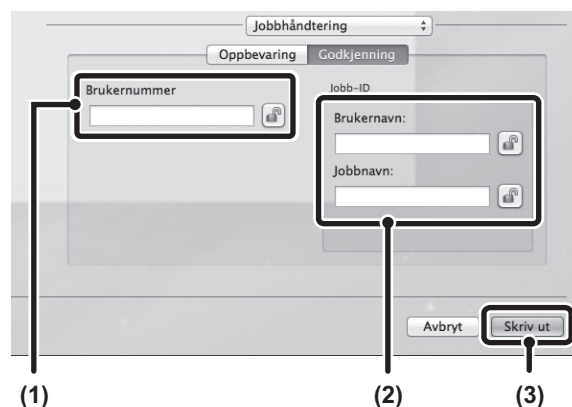 Jobbhåndtering
Oppbevaring Godkjenning
Brukernummer
Jobb-ID
Brukernavn:
Jobbnavn:
Avbryt Skriv ut
(1) (2) (3)